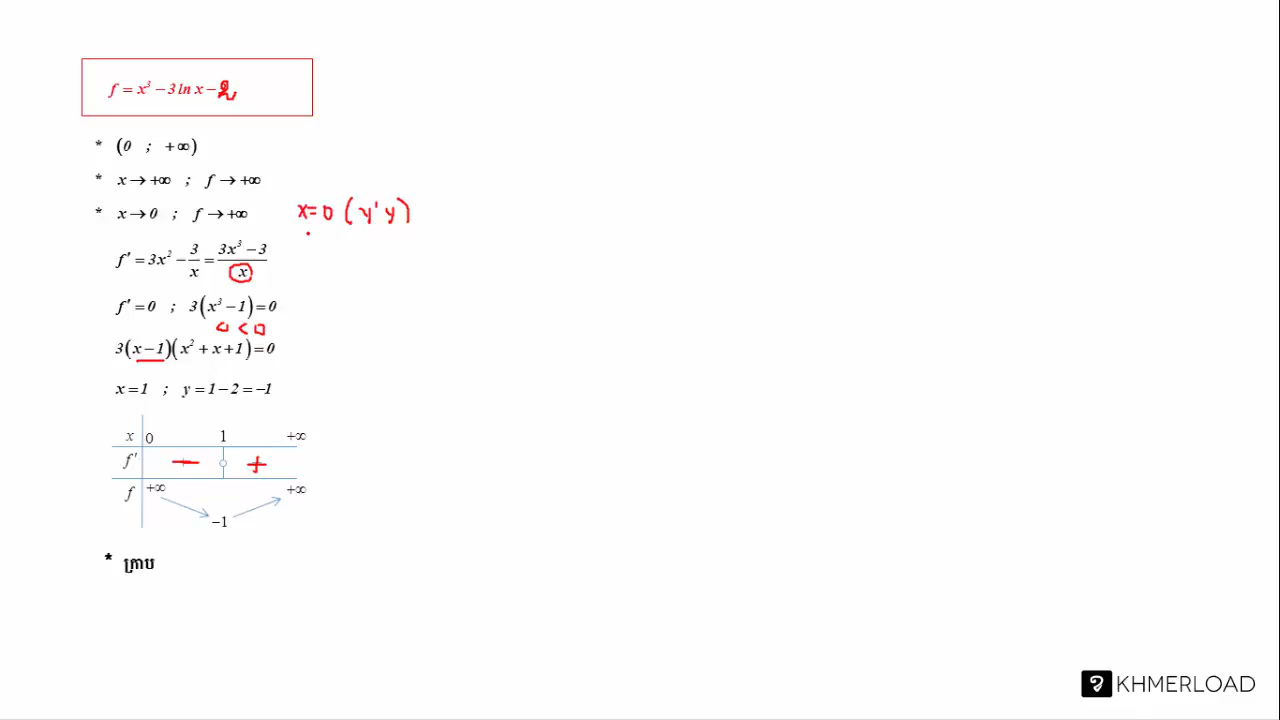 f = x³ − 3 ln x − 2
* (0 ; +∞)
* x → +∞ ; f → +∞
* x → 0 ; f → +∞ x=0 (y'y)
f' = 3x² − 3/x = (3x³ − 3)/x
f' = 0 ; 3(x³ − 1) = 0
△ < 0
3(x − 1)(x² + x + 1) = 0
x = 1 ; y = 1 − 2 = −1
x 0 1 +∞
f' − +
f +∞ −1 +∞
* ក្រាប
KHMERLOAD